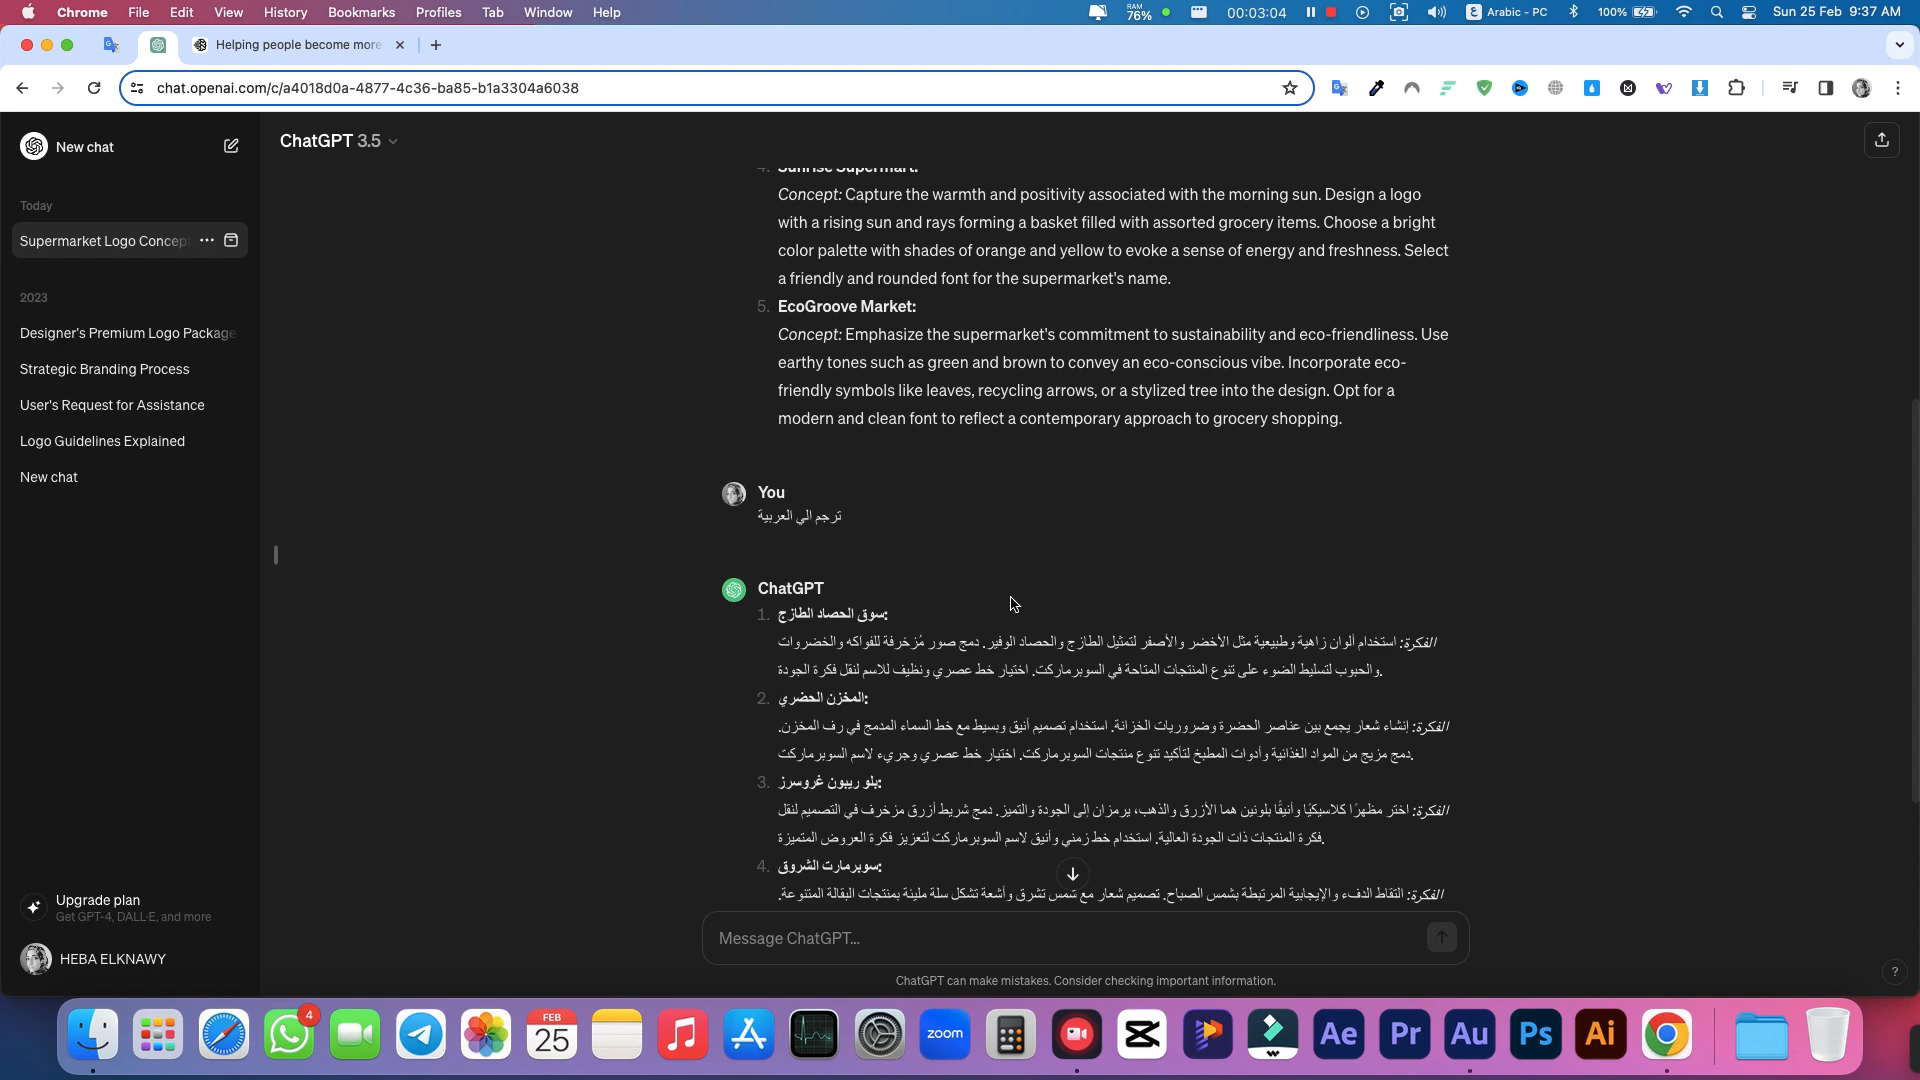 Chrome File Edit View History Bookmarks Profiles Tab Window Help RAM 76% 00:03:04 ع Arabic - PC 100% Sun 25 Feb 9:37 AM
Helping people become more
chat.openai.com/c/a4018d0a-4877-4c36-ba85-b1a3304a6038
New chat
Today
Supermarket Logo Concept
2023
Designer's Premium Logo Package
Strategic Branding Process
User's Request for Assistance
Logo Guidelines Explained
New chat
Upgrade plan
Get GPT-4, DALL·E, and more
HEBA ELKNAWY
ChatGPT 3.5
4. Sunrise Supermart:
Concept: Capture the warmth and positivity associated with the morning sun. Design a logo
with a rising sun and rays forming a basket filled with assorted grocery items. Choose a bright
color palette with shades of orange and yellow to evoke a sense of energy and freshness. Select
a friendly and rounded font for the supermarket's name.
5. EcoGroove Market:
Concept: Emphasize the supermarket's commitment to sustainability and eco-friendliness. Use
earthy tones such as green and brown to convey an eco-conscious vibe. Incorporate eco-
friendly symbols like leaves, recycling arrows, or a stylized tree into the design. Opt for a
modern and clean font to reflect a contemporary approach to grocery shopping.
You
ترجم الي العربية
ChatGPT
1. سوق الحصاد الطازج:
الفكرة: استخدام ألوان زاهية وطبيعية مثل الأخضر والأصفر لتمثيل الطازج والحصاد الوفير. دمج صور مُزخرفة للفواكه والخضروات
والحبوب لتسليط الضوء على تنوع المنتجات المتاحة في السوبرماركت. اختيار خط عصري ونظيف للاسم لنقل فكرة الجودة.
2. المخزن الحضري:
الفكرة: إنشاء شعار يجمع بين عناصر الحضرة وضروريات الخزانة. استخدام تصميم أنيق وبسيط مع خط السماء المدمج في رف المخزن.
دمج مزيج من المواد الغذائية وأدوات المطبخ لتأكيد تنوع منتجات السوبرماركت. اختيار خط عصري وجريء لاسم السوبرماركت.
3. بلو ريبون غروسرز:
الفكرة: اختر مظهرًا كلاسيكيًا وأنيقًا بلونين هما الأزرق والذهب، يرمزان إلى الجودة والتميز. دمج شريط أزرق مزخرف في التصميم لنقل
فكرة المنتجات ذات الجودة العالية. استخدام خط زمني وأنيق لاسم السوبرماركت لتعزيز فكرة العروض المتميزة.
4. سوبرمارت الشروق:
الفكرة: التقاط الدفء والإيجابية المرتبطة بشمس الصباح. تصميم شعار مع شمس تشرق وأشعة تشكل سلة مليئة بمنتجات البقالة المتنوعة.
Message ChatGPT…
ChatGPT can make mistakes. Consider checking important information.
?
4
FEB
25
zoom
Ae
Pr
Au
Ps
Ai